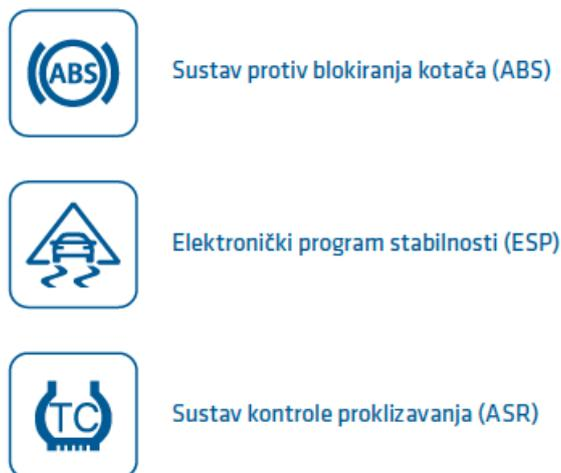 ABS
Sustav protiv blokiranja kotača (ABS)
Elektronički program stabilnosti (ESP)
TC
Sustav kontrole proklizavanja (ASR)